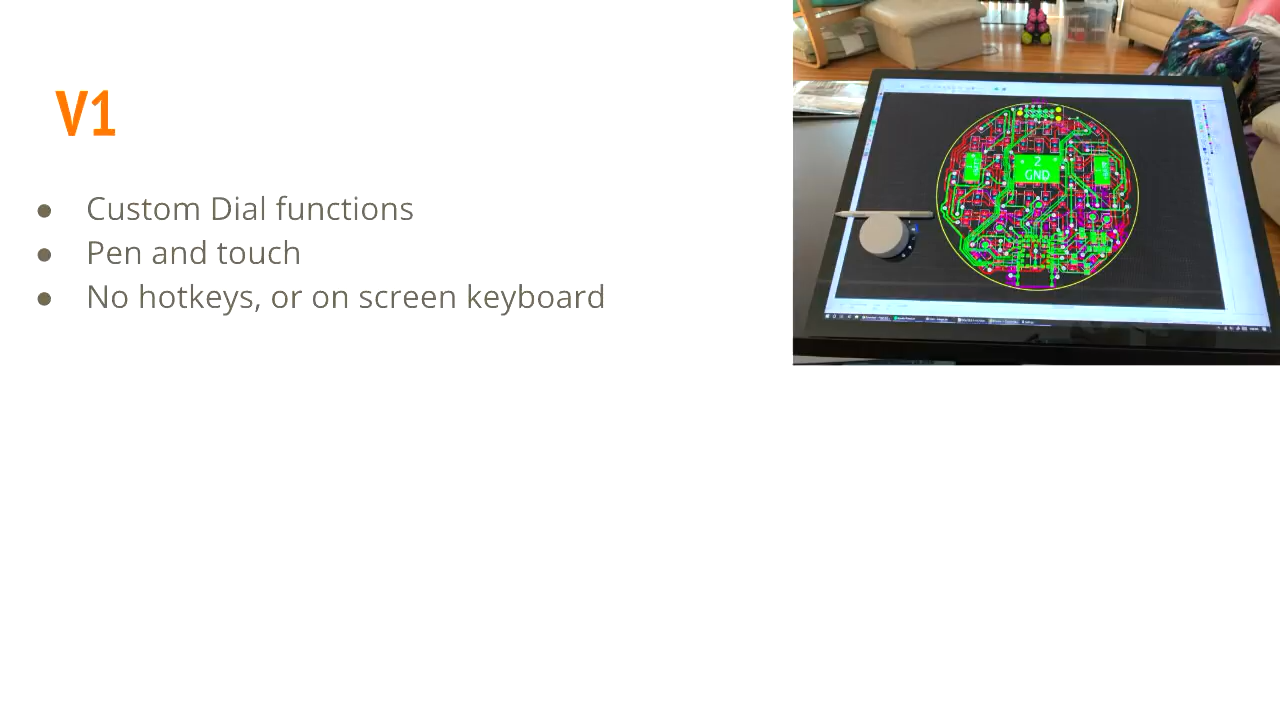 V1
● Custom Dial functions
● Pen and touch
● No hotkeys, or on screen keyboard
2
GND